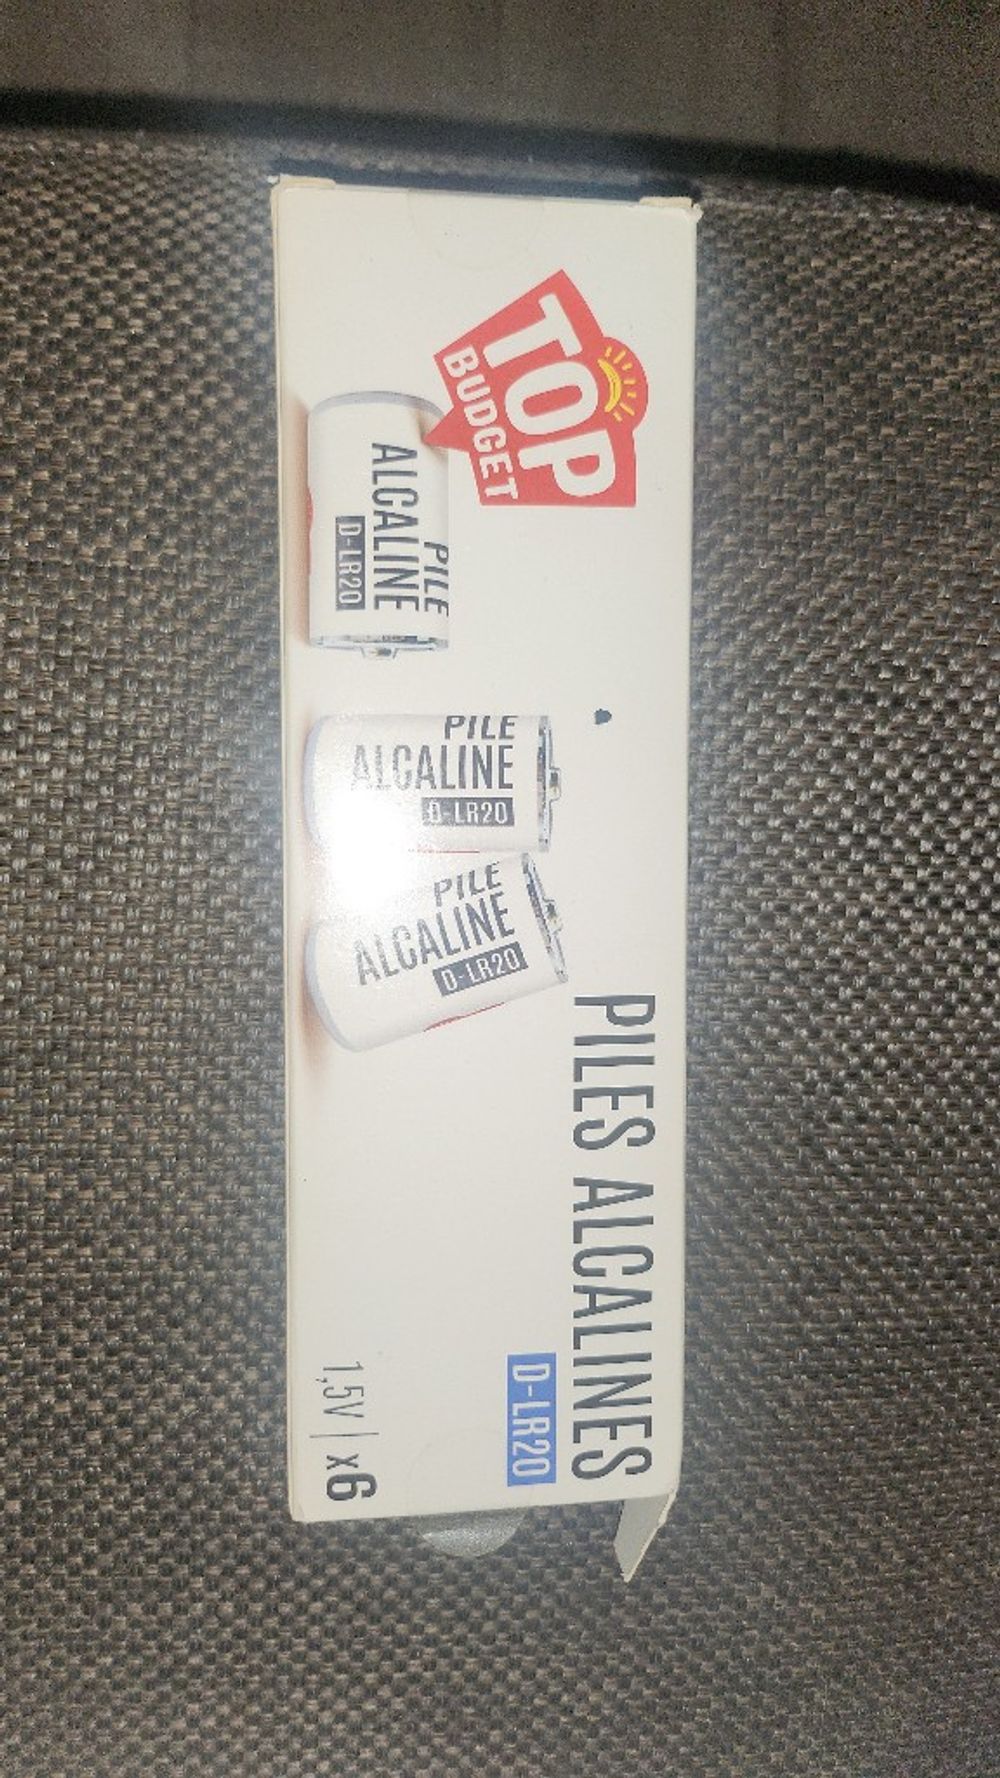 TOP
BUDGET
PILE
ALCALINE
D-LR20
PILE
ALCALINE
D-LR20
PILE
ALCALINE
D-LR20
PILES ALCALINES
D-LR20
1,5V | x6